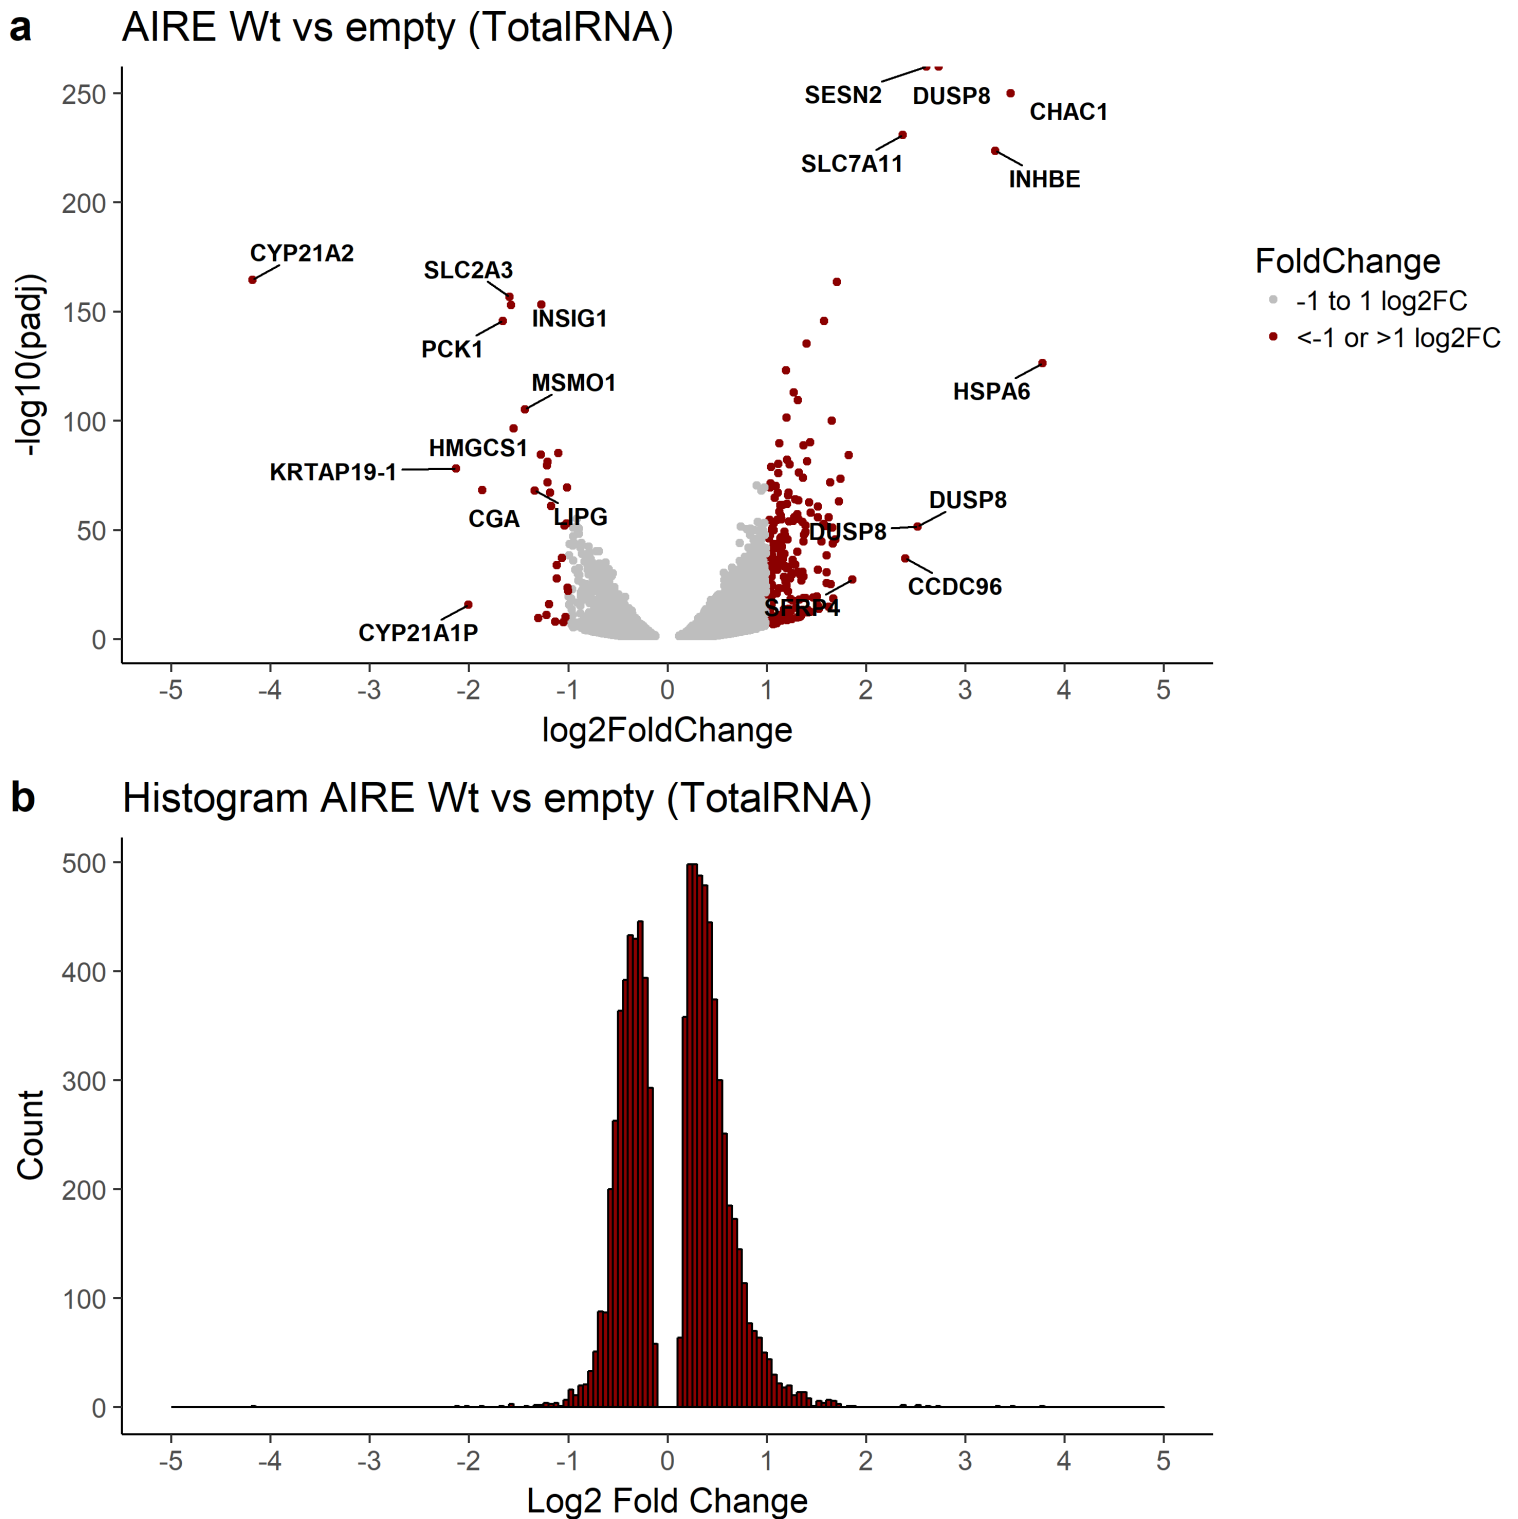 a
AIRE Wt vs empty (TotalRNA)
-log10(padj)
250
200
150
100
50
0
SESN2
DUSP8
CHAC1
SLC7A11
INHBE
CYP21A2
SLC2A3
INSIG1
PCK1
MSMO1
HSPA6
HMGCS1
KRTAP19-1
CGA
LIPG
DUSP8
DUSP8
CCDC96
SFRP4
CYP21A1P
FoldChange
-1 to 1 log2FC
<-1 or >1 log2FC
-5 -4 -3 -2 -1 0 1 2 3 4 5
log2FoldChange
b
Histogram AIRE Wt vs empty (TotalRNA)
Count
500
400
300
200
100
0
-5 -4 -3 -2 -1 0 1 2 3 4 5
Log2 Fold Change